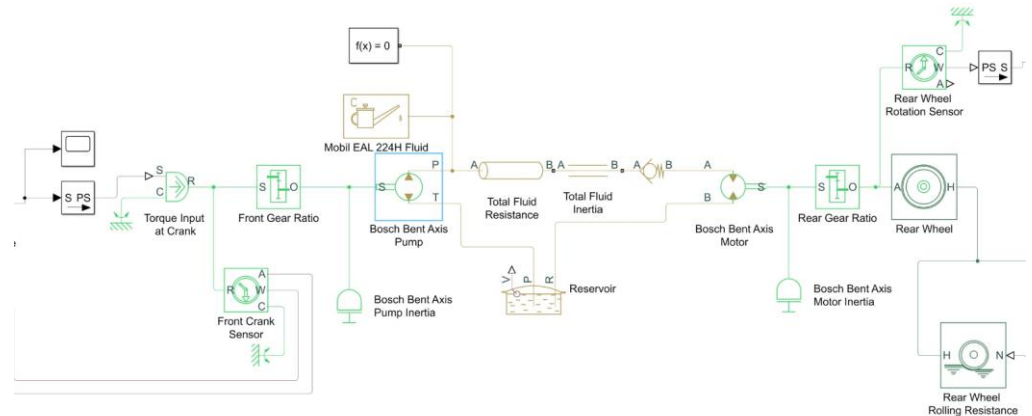 f(x) = 0
C
Mobil EAL 224H Fluid
S PS
S
C
R
Torque Input
at Crank
S
O
Front Gear Ratio
S
P
T
Bosch Bent Axis
Pump
A
B
Total Fluid
Resistance
A
B
Total Fluid
Inertia
A
B
A
B
S
Bosch Bent Axis
Motor
S
O
Rear Gear Ratio
R
C
W
A
Rear Wheel
Rotation Sensor
PS S
A
H
Rear Wheel
R
A
W
C
Front Crank
Sensor
Bosch Bent Axis
Pump Inertia
V
P
R
Reservoir
Bosch Bent Axis
Motor Inertia
H
N
Rear Wheel
Rolling Resistance